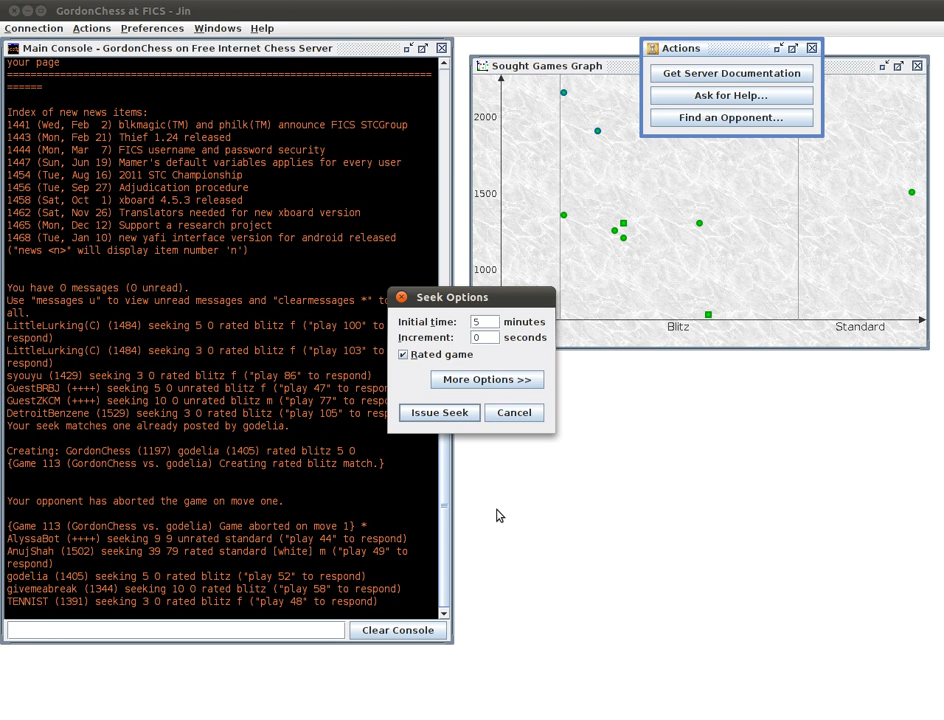 GordonChess at FICS - Jin
Connection Actions Preferences Windows Help
Main Console - GordonChess on Free Internet Chess Server
your page
========================================================================
======
Index of new news items:
1441 (Wed, Feb  2) blkmagic(TM) and philk(TM) announce FICS STCGroup
1443 (Mon, Feb 21) Thief 1.24 released
1444 (Mon, Mar  7) FICS username and password security
1447 (Sun, Jun 19) Mamer's default variables applies for every user
1454 (Tue, Aug 16) 2011 STC Championship
1456 (Tue, Sep 27) Adjudication procedure
1458 (Sat, Oct  1) xboard 4.5.3 released
1462 (Sat, Nov 26) Translators needed for new xboard version
1465 (Mon, Dec 12) Support a research project
1468 (Tue, Jan 10) new yafi interface version for android released
("news <n>" will display item number 'n')
You have 0 messages (0 unread).
Use "messages u" to view unread messages and "clearmessages *" to
all.
LittleLurking(C) (1484) seeking 5 0 rated blitz f ("play 100" to
respond)
LittleLurking(C) (1484) seeking 3 0 rated blitz f ("play 103" to
respond)
syouyu (1429) seeking 3 0 rated blitz f ("play 86" to respond)
GuestBRBJ (++++) seeking 5 0 unrated blitz f ("play 47" to
GuestZKCM (++++) seeking 10 0 unrated blitz m ("play 77" to
DetroitBenzene (1529) seeking 3 0 rated blitz f ("play 105" to
Your seek matches one already posted by godelia.
Creating: GordonChess (1197) godelia (1405) rated blitz 5 0
{Game 113 (GordonChess vs. godelia) Creating rated blitz match.}
Your opponent has aborted the game on move one.
{Game 113 (GordonChess vs. godelia) Game aborted on move 1} *
AlyssaBot (++++) seeking 9 9 unrated standard ("play 44" to respond)
AnujShah (1502) seeking 39 79 rated standard [white] m ("play 49" to
respond)
godelia (1405) seeking 5 0 rated blitz ("play 52" to respond)
givemeabreak (1344) seeking 10 0 rated blitz ("play 58" to respond)
TENNIST (1391) seeking 3 0 rated blitz f ("play 48" to respond)
Clear Console
Sought Games Graph
2000
1500
1000
Blitz
Standard
Actions
Get Server Documentation
Ask for Help...
Find an Opponent...
Seek Options
Initial time: 5 minutes
Increment: 0 seconds
Rated game
More Options >>
Issue Seek Cancel